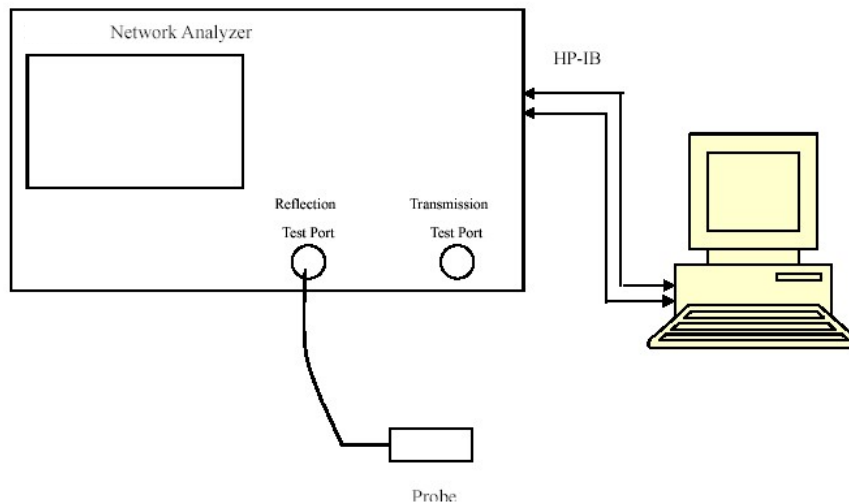 Network Analyzer
HP-IB
Reflection
Test Port
Transmission
Test Port
Probe